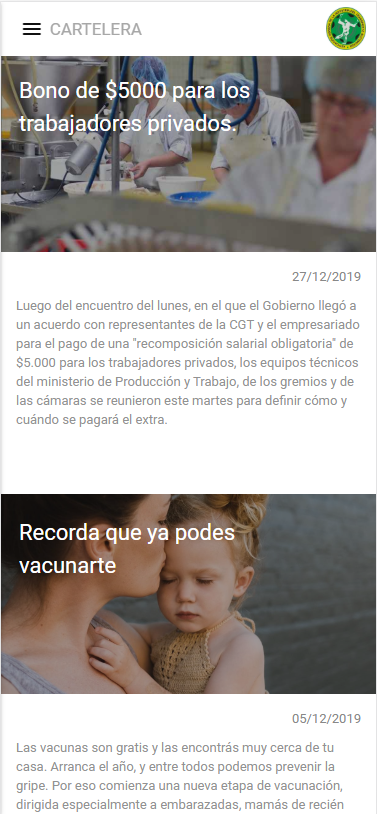 CARTELERA
Bono de $5000 para los
trabajadores privados.
27/12/2019
Luego del encuentro del lunes, en el que el Gobierno llegó a
un acuerdo con representantes de la CGT y el empresariado
para el pago de una "recomposición salarial obligatoria" de
$5.000 para los trabajadores privados, los equipos técnicos
del ministerio de Producción y Trabajo, de los gremios y de
las cámaras se reunieron este martes para definir cómo y
cuándo se pagará el extra.
Recorda que ya podes
vacunarte
05/12/2019
Las vacunas son gratis y las encontrás muy cerca de tu
casa. Arranca el año, y entre todos podemos prevenir la
gripe. Por eso comienza una nueva etapa de vacunación,
dirigida especialmente a embarazadas, mamás de recién